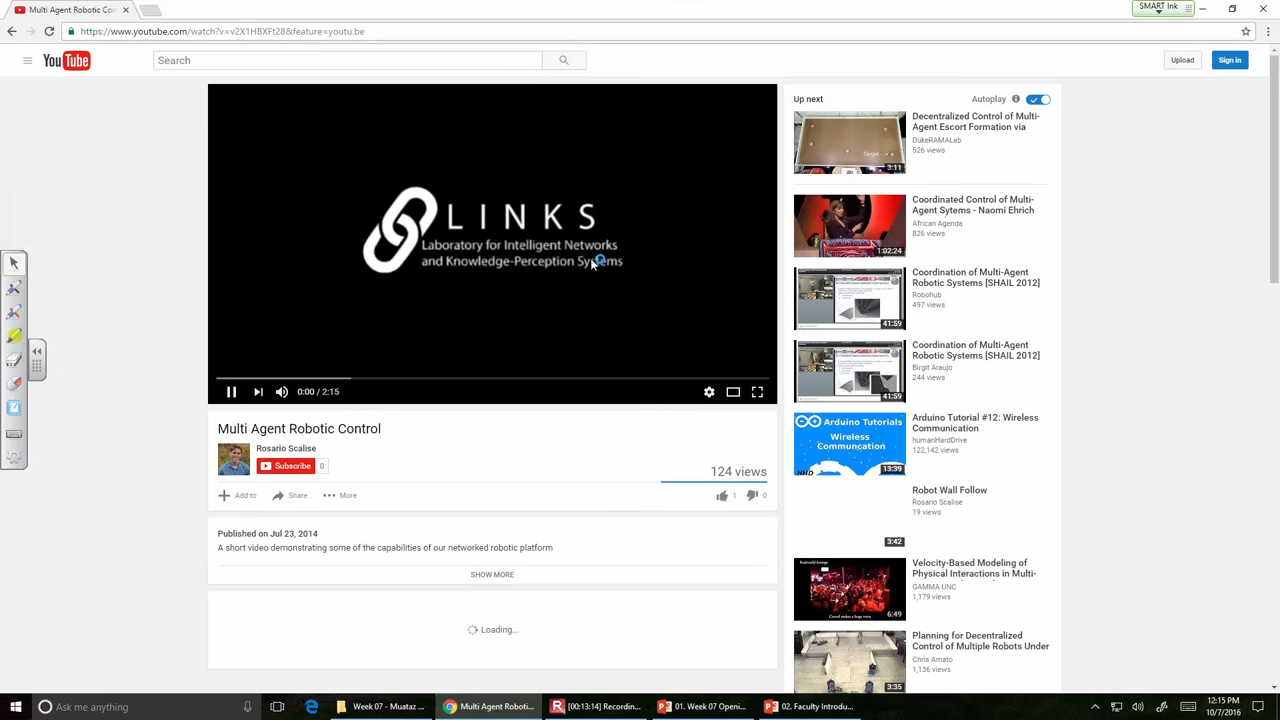 Multi Agent Robotic Con
SMART Ink
https://www.youtube.com/watch?v=v2X1HBXFt28&feature=youtu.be
YouTube
Search
Upload
Sign in
LINKS
Laboratory for Intelligent Networks
and Knowledge-Perception Systems
0:00 / 2:15
Multi Agent Robotic Control
Rosario Scalise
Subscribe 0
124 views
Add to
Share
More
1
0
Published on Jul 23, 2014
A short video demonstrating some of the capabilities of our networked robotic platform
SHOW MORE
Loading...
Up next
Autoplay
Target
3:11
Decentralized Control of Multi-
Agent Escort Formation via
DukeRAMALab
526 views
1:02:24
Coordinated Control of Multi-
Agent Sytems - Naomi Ehrich
African Agenda
826 views
41:59
Coordination of Multi-Agent
Robotic Systems [SHAIL 2012]
Robohub
497 views
41:59
Coordination of Multi-Agent
Robotic Systems [SHAIL 2012]
Birgit Araujo
244 views
Arduino Tutorials
Wireless
Communcation
HHD
13:39
Arduino Tutorial #12: Wireless
Communication
humanHardDrive
122,142 views
3:42
Robot Wall Follow
Rosario Scalise
19 views
6:49
Velocity-Based Modeling of
Physical Interactions in Multi-
GAMMA UNC
1,179 views
3:35
Planning for Decentralized
Control of Multiple Robots Under
Chris Amato
1,136 views
Ask me anything
Week 07 - Muataz ...
Multi Agent Roboti...
[00:13:14] Recordin...
01. Week 07 Openi...
02. Faculty Introdu...
12:15 PM
10/7/2016